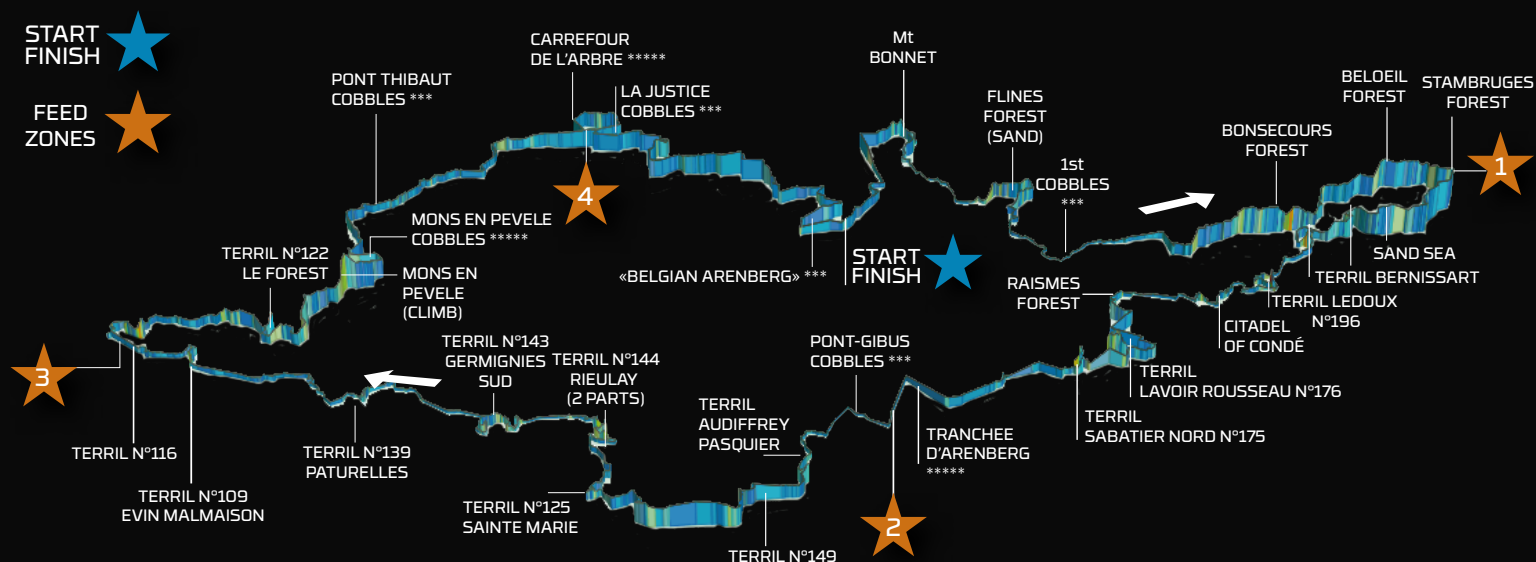 START
FINISH
FEED
ZONES
CARREFOUR
DE L'ARBRE *****
PONT THIBAUT
COBBLES ***
LA JUSTICE
COBBLES ***
Mt
BONNET
FLINES
FOREST
(SAND)
1st
COBBLES
***
BELOEIL
FOREST
STAMBRUGES
FOREST
BONSECOURS
FOREST
1
4
MONS EN PEVELE
COBBLES *****
TERRIL N°122
LE FOREST
MONS EN
PEVELE
(CLIMB)
«BELGIAN ARENBERG» ***
START
FINISH
SAND SEA
TERRIL BERNISSART
RAISMES
FOREST
TERRIL LEDOUX
N°196
CITADEL
OF CONDÉ
3
TERRIL N°143
GERMIGNIES
SUD
TERRIL N°144
RIEULAY
(2 PARTS)
PONT-GIBUS
COBBLES ***
TERRIL
LAVOIR ROUSSEAU N°176
TERRIL
AUDIFFREY
PASQUIER
TERRIL
SABATIER NORD N°175
TRANCHEE
D'ARENBERG
*****
TERRIL N°116
TERRIL N°139
PATURELLES
TERRIL N°109
EVIN MALMAISON
TERRIL N°125
SAINTE MARIE
2
TERRIL N°149